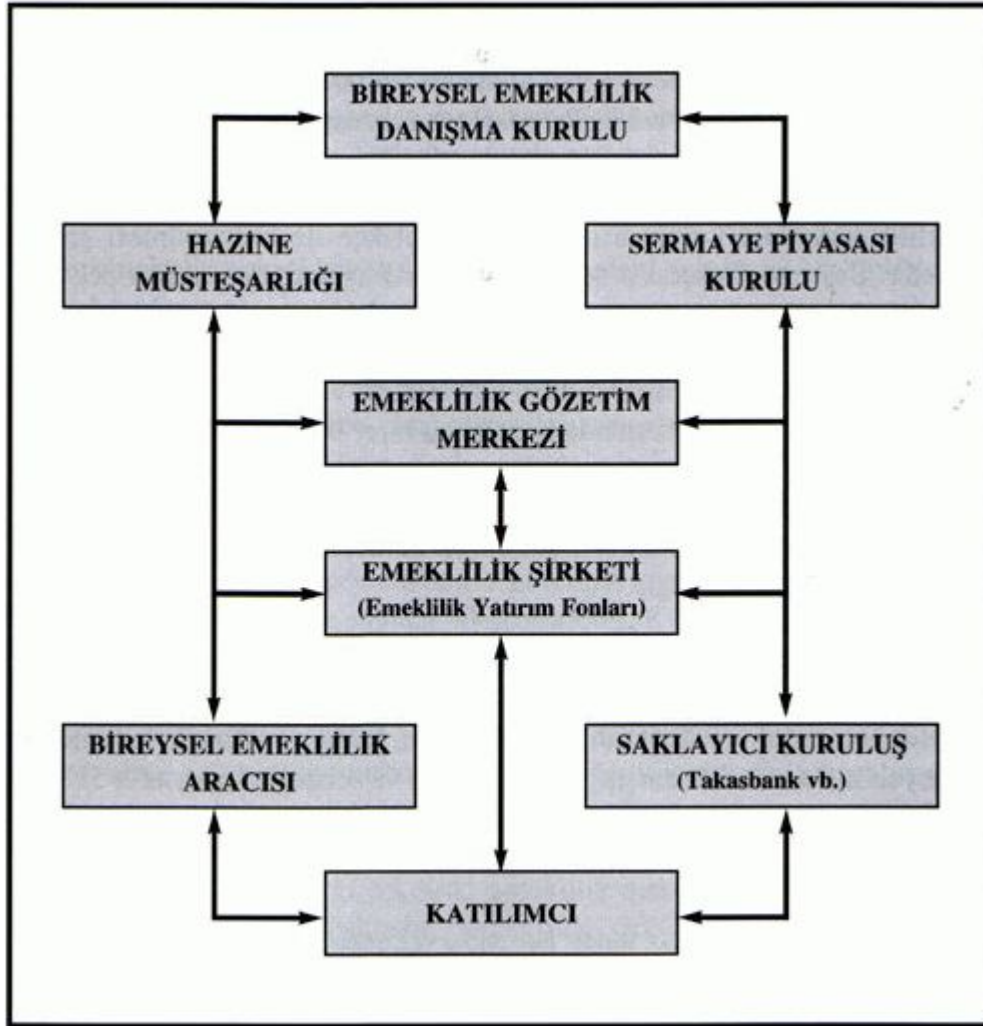 BİREYSEL EMEKLİLİK
DANIŞMA KURULU
HAZİNE
MÜSTEŞARLIĞI
SERMAYE PİYASASI
KURULU
EMEKLİLİK GÖZETİM
MERKEZİ
EMEKLİLİK ŞİRKETİ
(Emeklilik Yatırım Fonları)
BİREYSEL EMEKLİLİK
ARACISI
SAKLAYICI KURULUŞ
(Takasbank vb.)
KATILIMCI